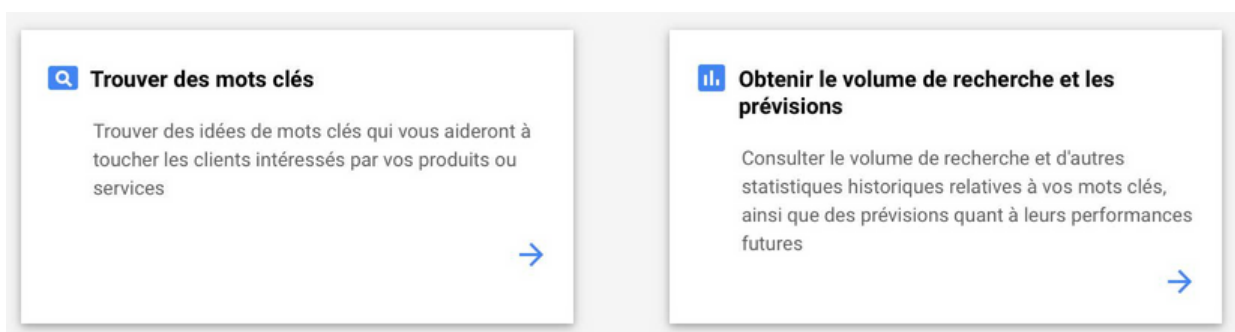 Trouver des mots clés
Trouver des idées de mots clés qui vous aideront à
toucher les clients intéressés par vos produits ou
services
Obtenir le volume de recherche et les
prévisions
Consulter le volume de recherche et d'autres
statistiques historiques relatives à vos mots clés,
ainsi que des prévisions quant à leurs performances
futures